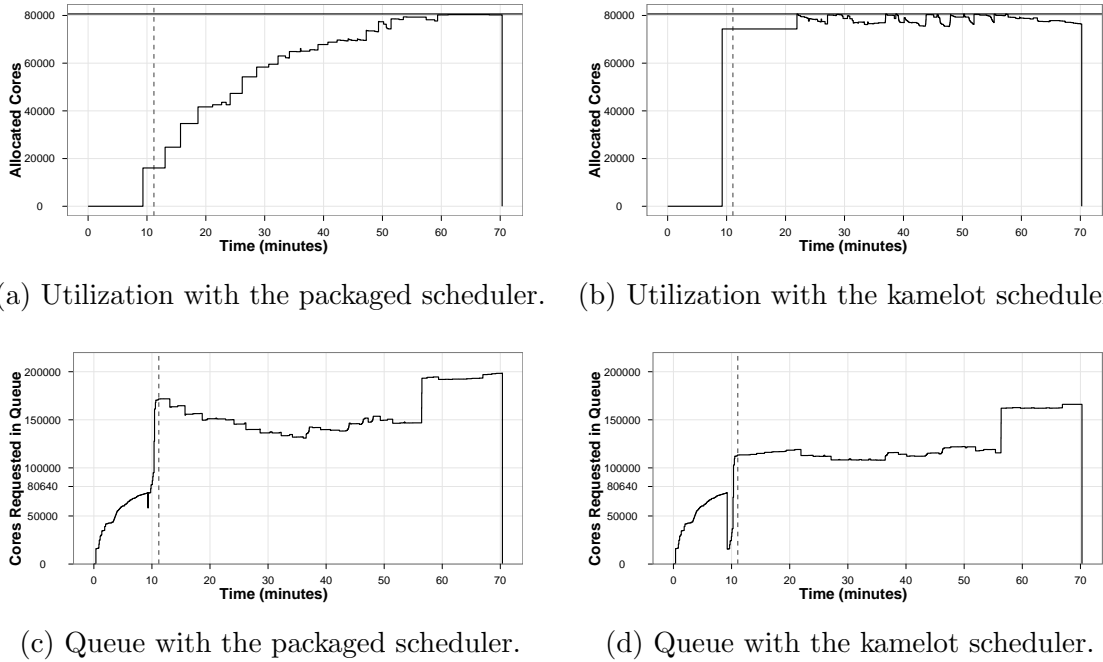 80000
60000
40000
20000
0
Allocated Cores
0 10 20 30 40 50 60 70
Time (minutes)
(a) Utilization with the packaged scheduler.
80000
60000
40000
20000
0
Allocated Cores
0 10 20 30 40 50 60 70
Time (minutes)
(b) Utilization with the kamelot schedule
200000
150000
100000
80640
50000
0
Cores Requested in Queue
0 10 20 30 40 50 60 70
Time (minutes)
(c) Queue with the packaged scheduler.
200000
150000
100000
80640
50000
0
Cores Requested in Queue
0 10 20 30 40 50 60 70
Time (minutes)
(d) Queue with the kamelot scheduler.